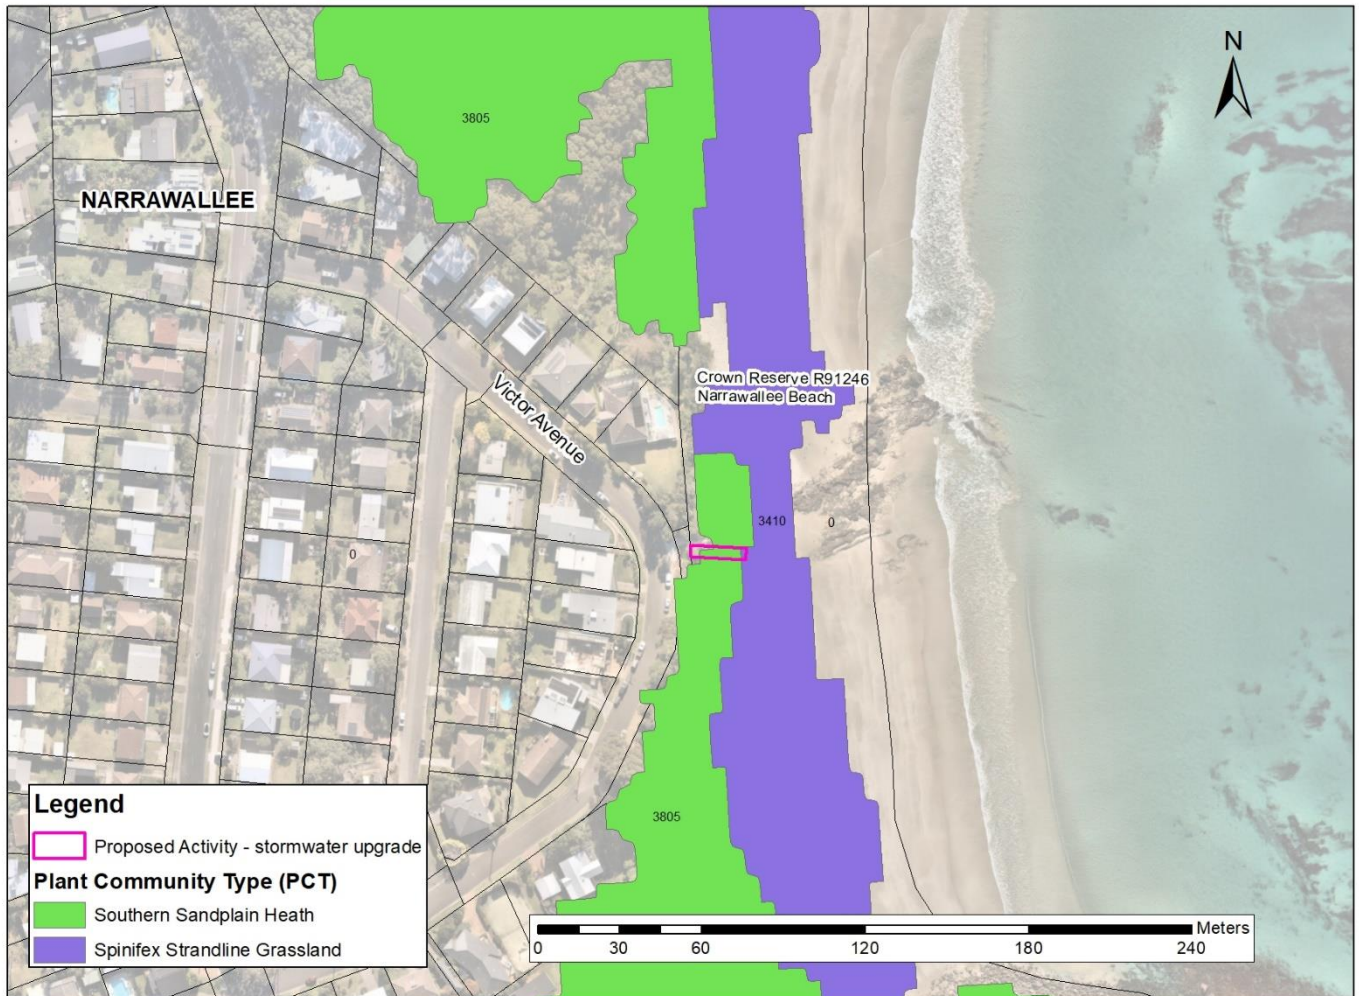 N
3805
NARRAWALLEE
Crown Reserve R91246
Narrawallee Beach
Victor Avenue
3410
0
0
3805
Legend
Proposed Activity - stormwater upgrade
Plant Community Type (PCT)
Southern Sandplain Heath
Spinifex Strandline Grassland
Meters
0 30 60 120 180 240